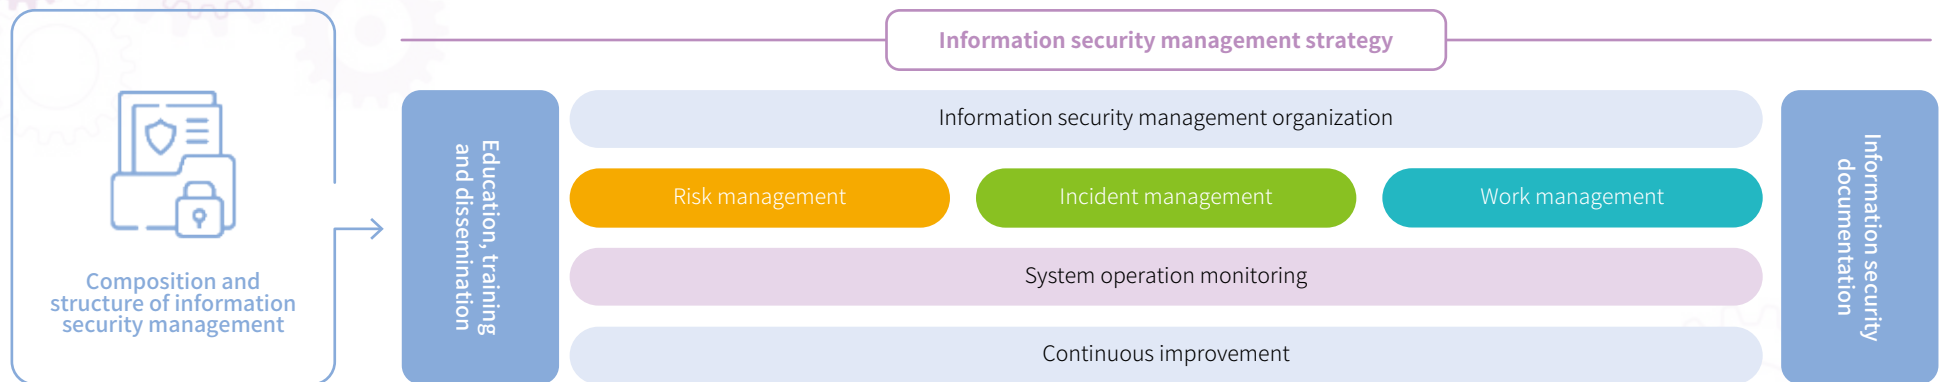 Composition and
structure of information
security management
Information security management strategy
Education, training
and dissemination
Information security management organization
Risk management
Incident management
Work management
System operation monitoring
Continuous improvement
Information security
documentation